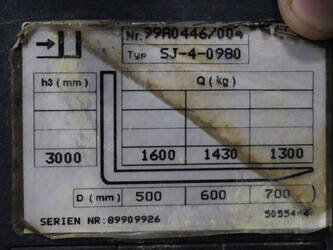 Nr. 99A0446/004
Typ SJ-4-0980
h3 (mm) Q (kg)
3000 1600 1430 1300
D (mm) 500 600 700
SERIEN NR: 89909926 50554-4